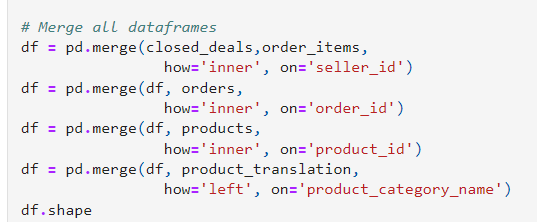 # Merge all dataframes
df = pd.merge(closed_deals,order_items,
                  how='inner', on='seller_id')
df = pd.merge(df, orders,
                  how='inner', on='order_id')
df = pd.merge(df, products,
                  how='inner', on='product_id')
df = pd.merge(df, product_translation,
                  how='left', on='product_category_name')
df.shape